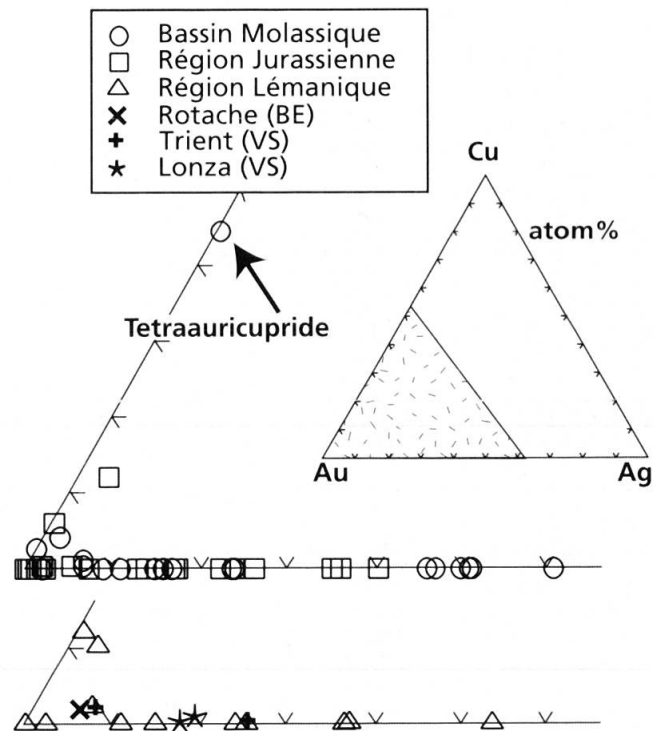 Bassin Molassique
Région Jurassienne
Région Lémanique
Rotache (BE)
Trient (VS)
Lonza (VS)
Cu
atom%
Tetraauricupride
Au
Ag